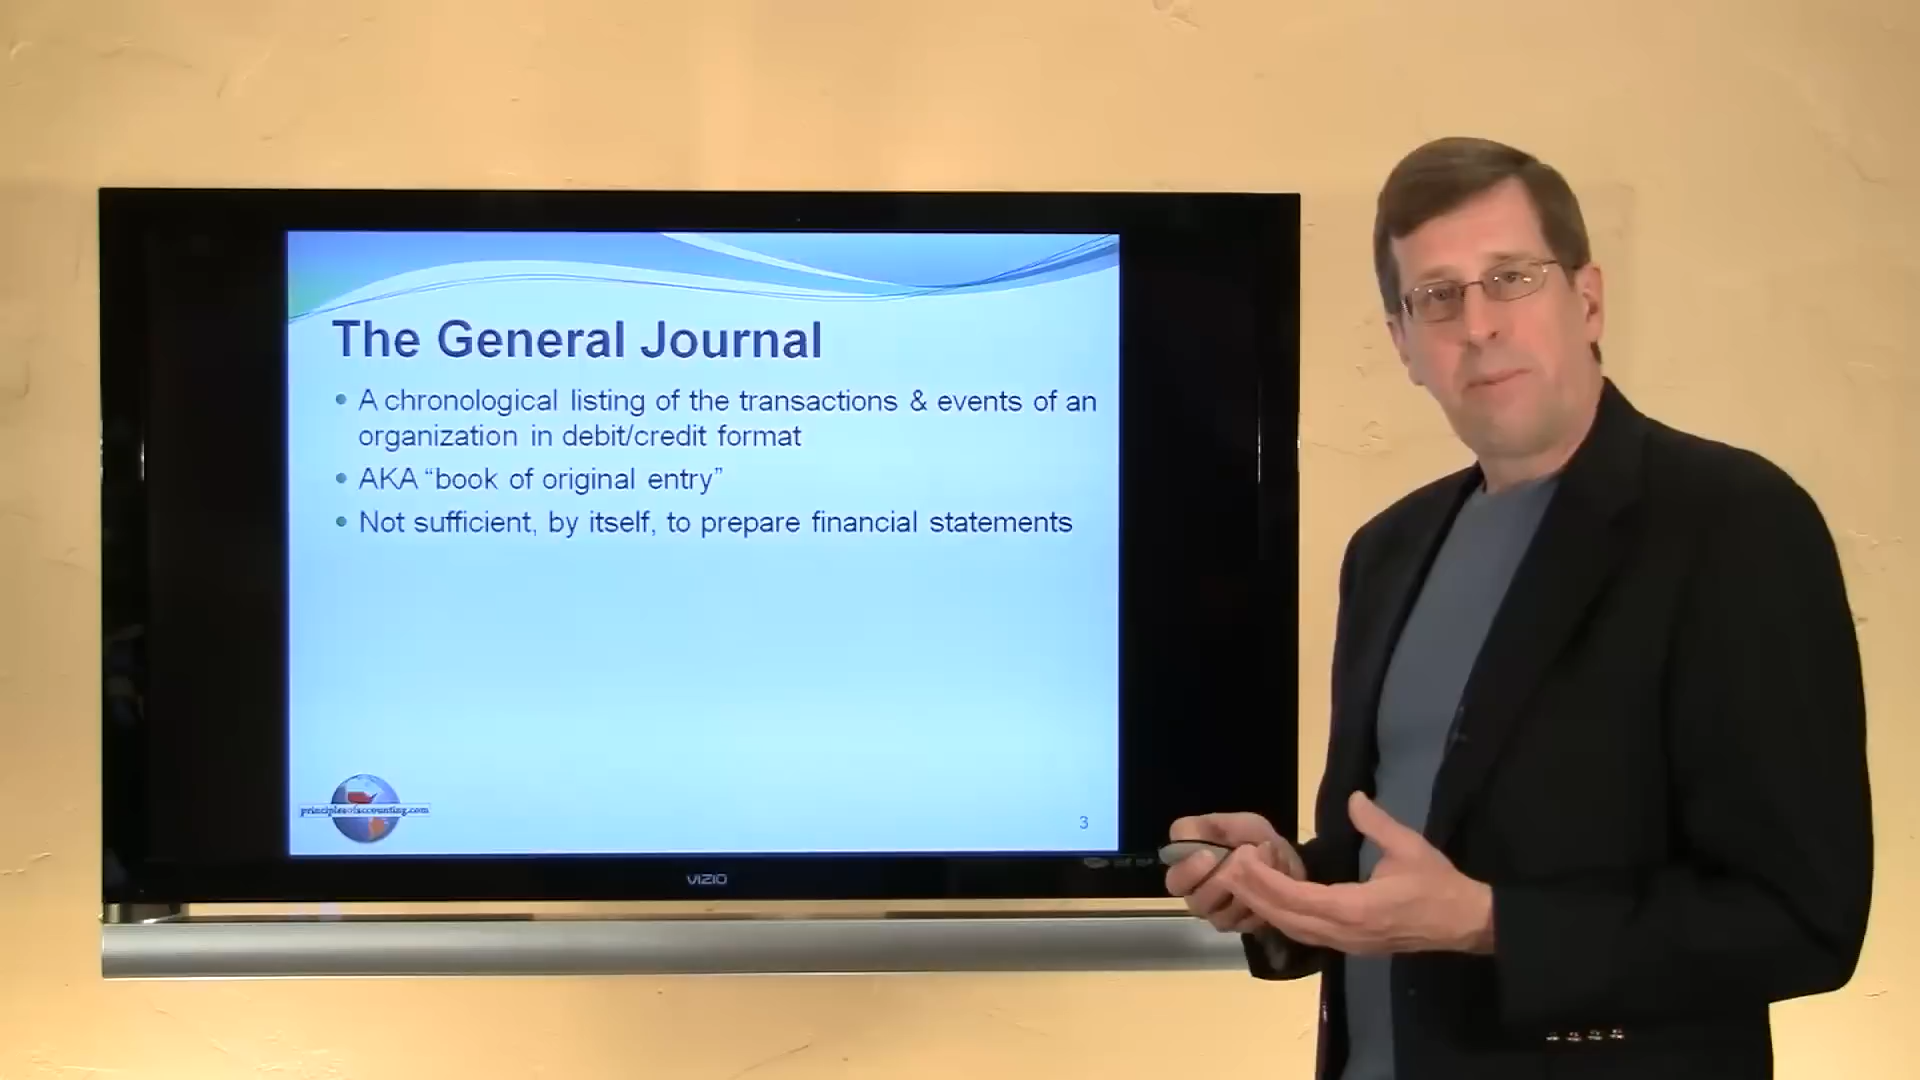 The General Journal
• A chronological listing of the transactions & events of an
organization in debit/credit format
• AKA “book of original entry”
• Not sufficient, by itself, to prepare financial statements
principlesofaccounting.com
3
VIZIO